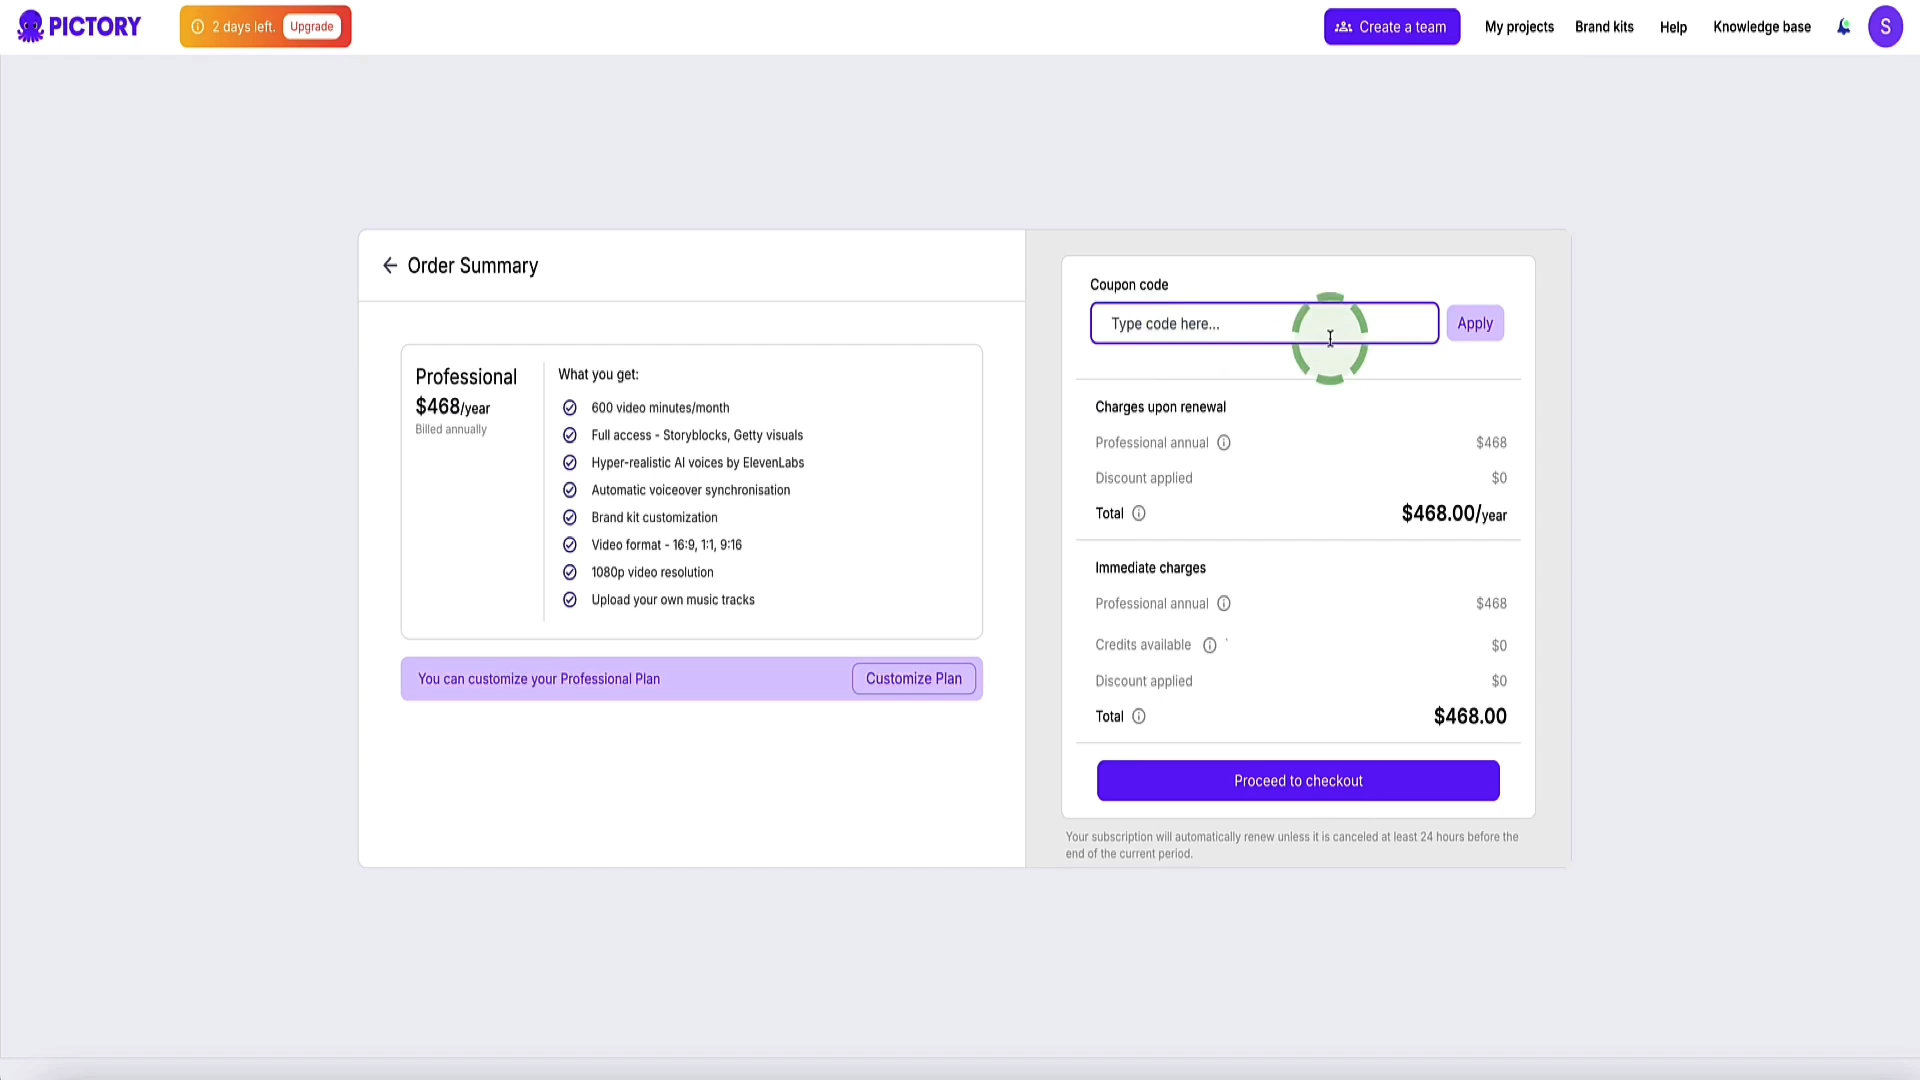 PICTORY
2 days left. Upgrade
Create a team
My projects
Brand kits
Help
Knowledge base
S
Order Summary
Professional
$468/year
Billed annually
What you get:
600 video minutes/month
Full access - Storyblocks, Getty visuals
Hyper-realistic AI voices by ElevenLabs
Automatic voiceover synchronisation
Brand kit customization
Video format - 16:9, 1:1, 9:16
1080p video resolution
Upload your own music tracks
You can customize your Professional Plan
Customize Plan
Coupon code
Type code here...
Apply
Charges upon renewal
Professional annual $468
Discount applied $0
Total $468.00/year
Immediate charges
Professional annual $468
Credits available $0
Discount applied $0
Total $468.00
Proceed to checkout
Your subscription will automatically renew unless it is canceled at least 24 hours before the
end of the current period.